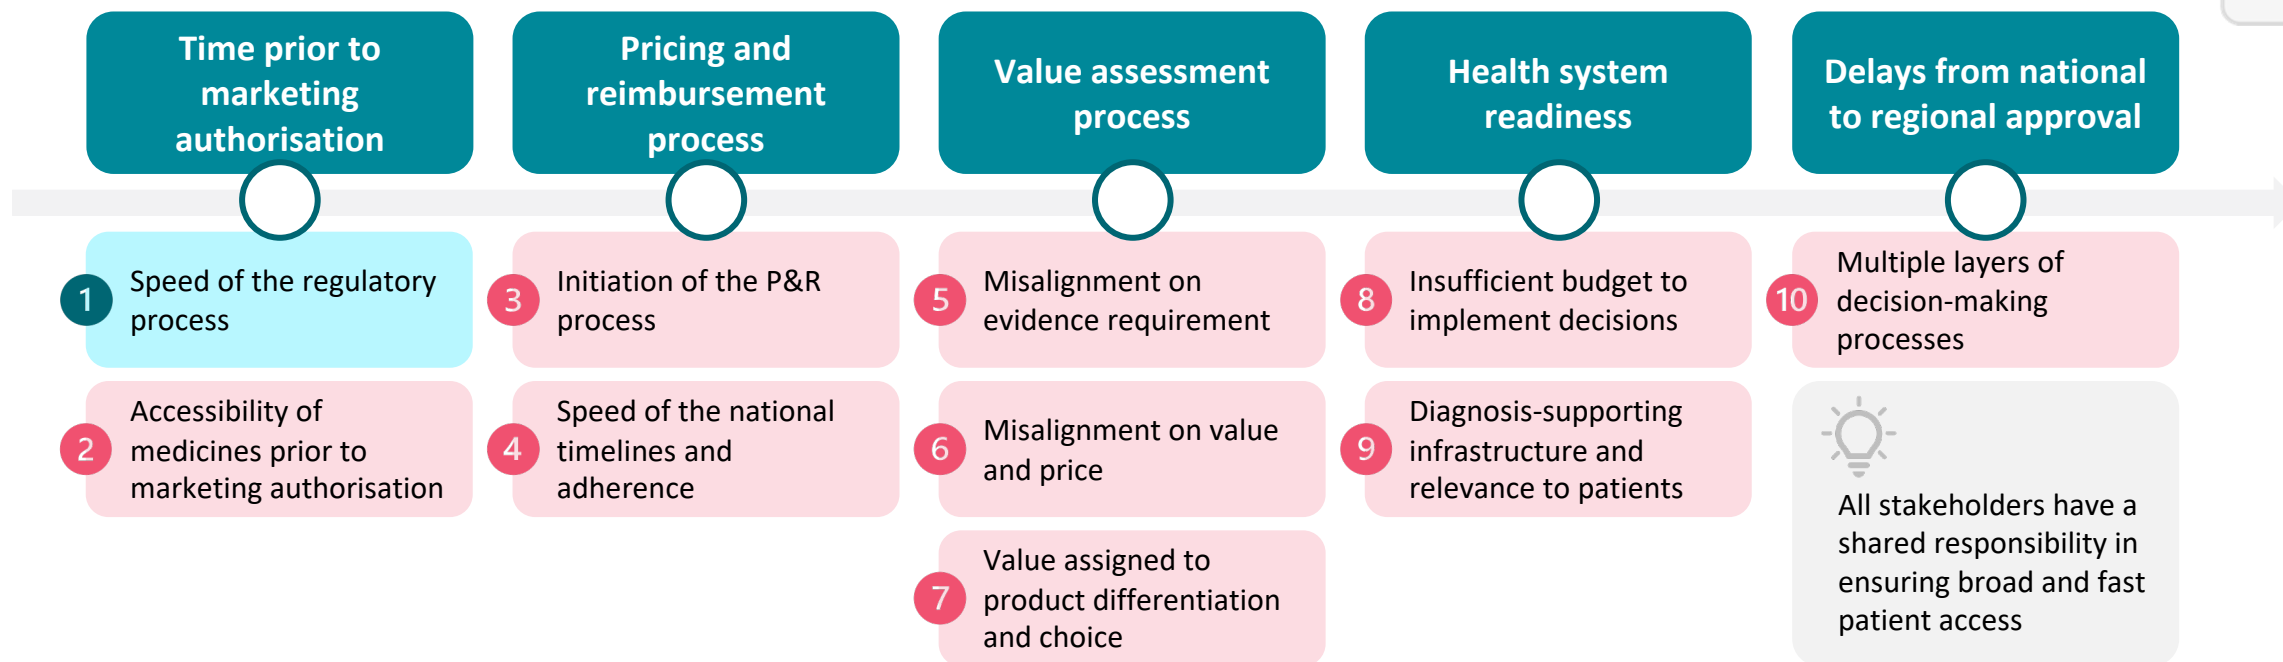 Time prior to
marketing
authorisation
Pricing and
reimbursement
process
Value assessment
process
Health system
readiness
Delays from national
to regional approval
1
Speed of the regulatory
process
2
Accessibility of
medicines prior to
marketing authorisation
3
Initiation of the P&R
process
4
Speed of the national
timelines and
adherence
5
Misalignment on
evidence requirement
6
Misalignment on value
and price
7
Value assigned to
product differentiation
and choice
8
Insufficient budget to
implement decisions
9
Diagnosis-supporting
infrastructure and
relevance to patients
10
Multiple layers of
decision-making
processes
All stakeholders have a
shared responsibility in
ensuring broad and fast
patient access